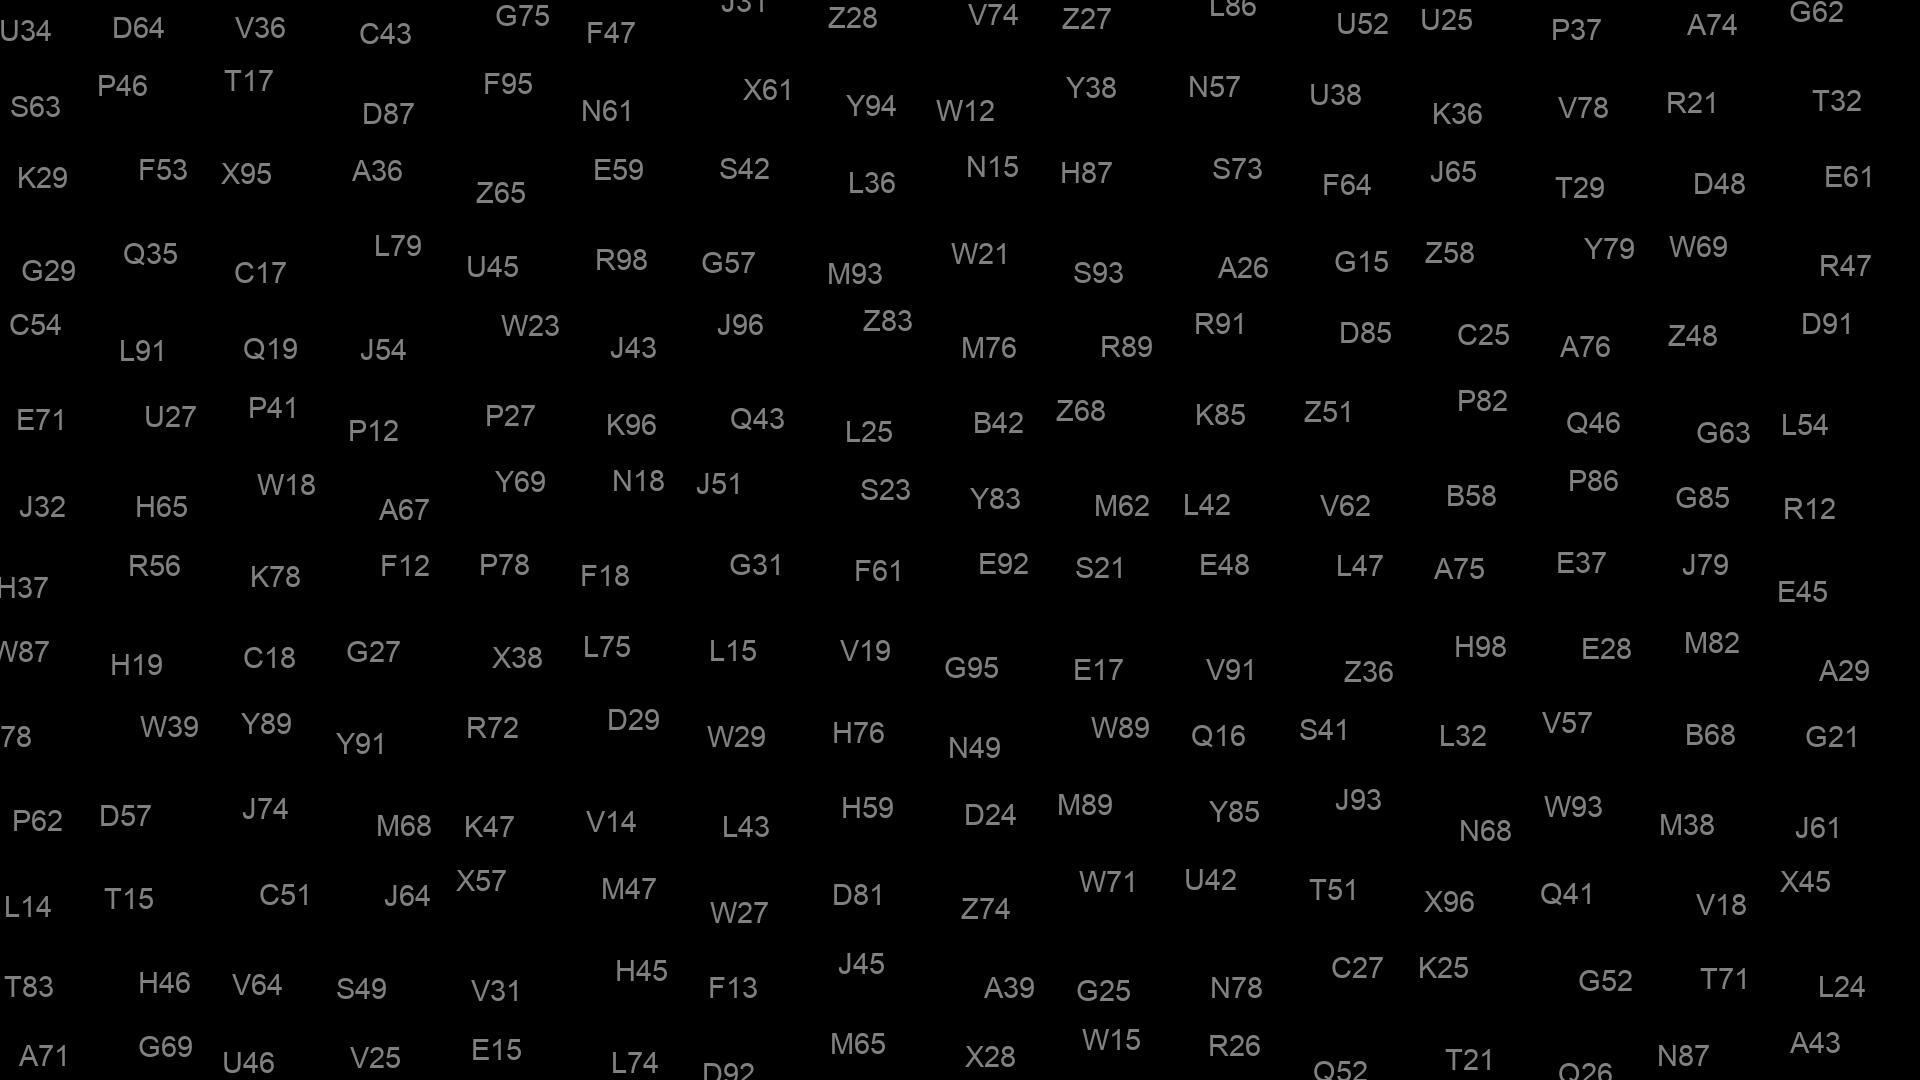 U34 D64 V36 C43 G75 F47 J31 Z28 V74 Z27 L86 U52 U25 P37 A74 G62
S63 P46 T17 D87 F95 N61 X61 Y94 W12 Y38 N57 U38 K36 V78 R21 T32
K29 F53 X95 A36 Z65 E59 S42 L36 N15 H87 S73 F64 J65 T29 D48 E61
G29 Q35 C17 L79 U45 R98 G57 M93 W21 S93 A26 G15 Z58 Y79 W69 R47
C54 L91 Q19 J54 W23 J43 J96 Z83 M76 R89 R91 D85 C25 A76 Z48 D91
E71 U27 P41 P12 P27 K96 Q43 L25 B42 Z68 K85 Z51 P82 Q46 G63 L54
J32 H65 W18 A67 Y69 N18 J51 S23 Y83 M62 L42 V62 B58 P86 G85 R12
H37 R56 K78 F12 P78 F18 G31 F61 E92 S21 E48 L47 A75 E37 J79 E45
W87 H19 C18 G27 X38 L75 L15 V19 G95 E17 V91 Z36 H98 E28 M82 A29
78 W39 Y89 Y91 R72 D29 W29 H76 N49 W89 Q16 S41 L32 V57 B68 G21
P62 D57 J74 M68 K47 V14 L43 H59 D24 M89 Y85 J93 N68 W93 M38 J61
L14 T15 C51 J64 X57 M47 W27 D81 Z74 W71 U42 T51 X96 Q41 V18 X45
T83 H46 V64 S49 V31 H45 F13 J45 A39 G25 N78 C27 K25 G52 T71 L24
A71 G69 U46 V25 E15 L74 D92 M65 X28 W15 R26 Q52 T21 Q26 N87 A43